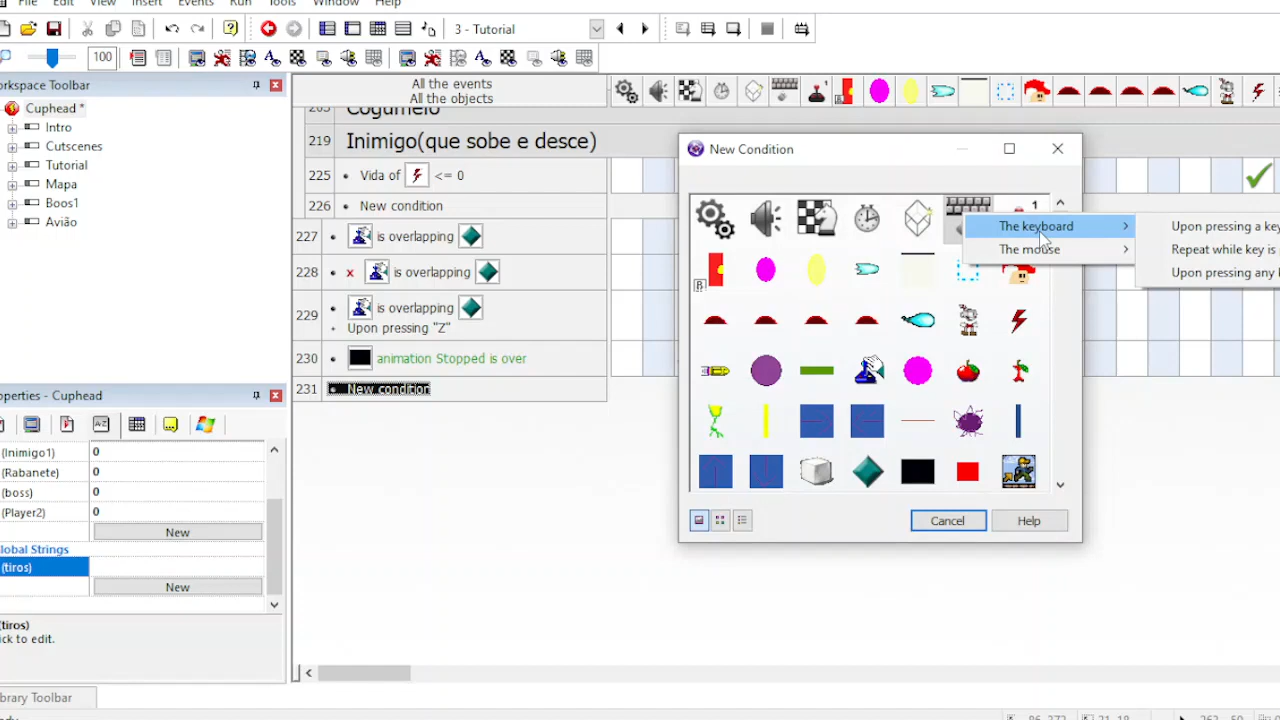 File Edit View Insert Events Run Tools Window Help
3 - Tutorial
100
orkspace Toolbar
Cuphead *
Intro
Cutscenes
Tutorial
Mapa
Boos1
Avião
All the events
All the objects
Cogumelo
219 Inimigo(que sobe e desce)
225 Vida of <= 0
226 New condition
227 is overlapping
228 x is overlapping
229 is overlapping
Upon pressing "Z"
230 animation Stopped is over
231 New condition
New Condition
1
The keyboard
The mouse
Upon pressing a key
Repeat while key is
Upon pressing any
Cancel
Help
operties - Cuphead
(Inimigo1) 0
(Rabanete) 0
(boss) 0
(Player2) 0
New
lobal Strings
(tiros)
New
(tiros)
ick to edit.
brary Toolbar